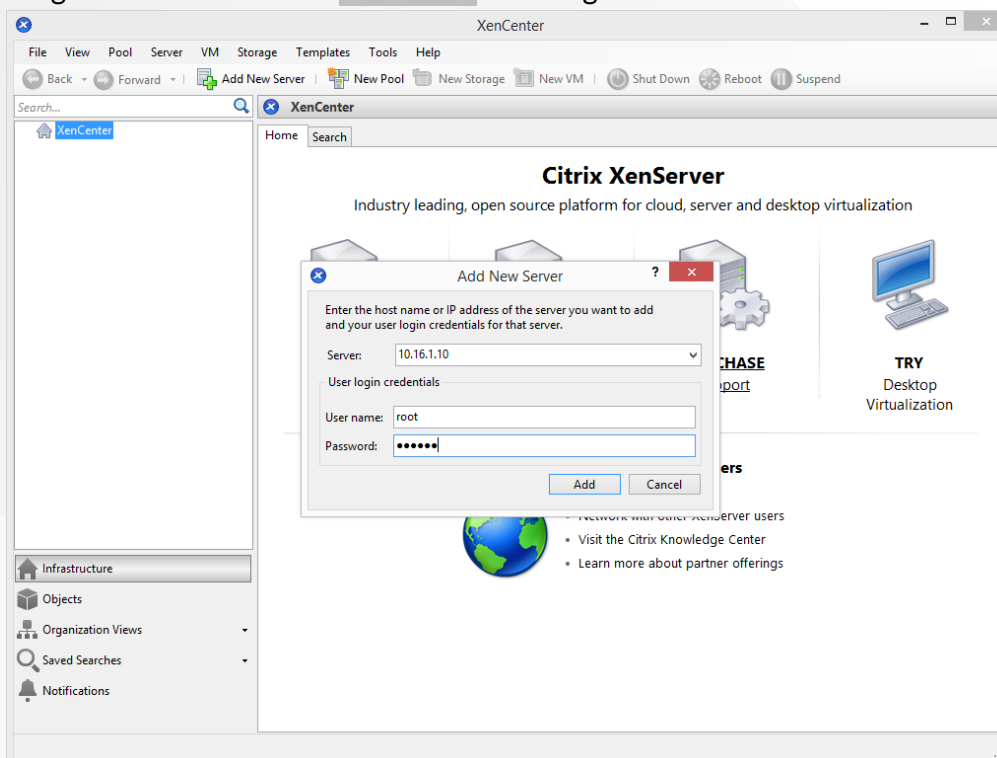 XenCenter
File View Pool Server VM Storage Templates Tools Help
Back Forward Add New Server New Pool New Storage New VM Shut Down Reboot Suspend
Search...
XenCenter
XenCenter
Home Search
Citrix XenServer
Industry leading, open source platform for cloud, server and desktop virtualization
Add New Server
Enter the host name or IP address of the server you want to add
and your user login credentials for that server.
Server: 10.16.1.10
User login credentials
User name: root
Password: ●●●●●●
Add Cancel
TRY
Desktop
Virtualization
Visit the Citrix Knowledge Center
Learn more about partner offerings
Infrastructure
Objects
Organization Views
Saved Searches
Notifications